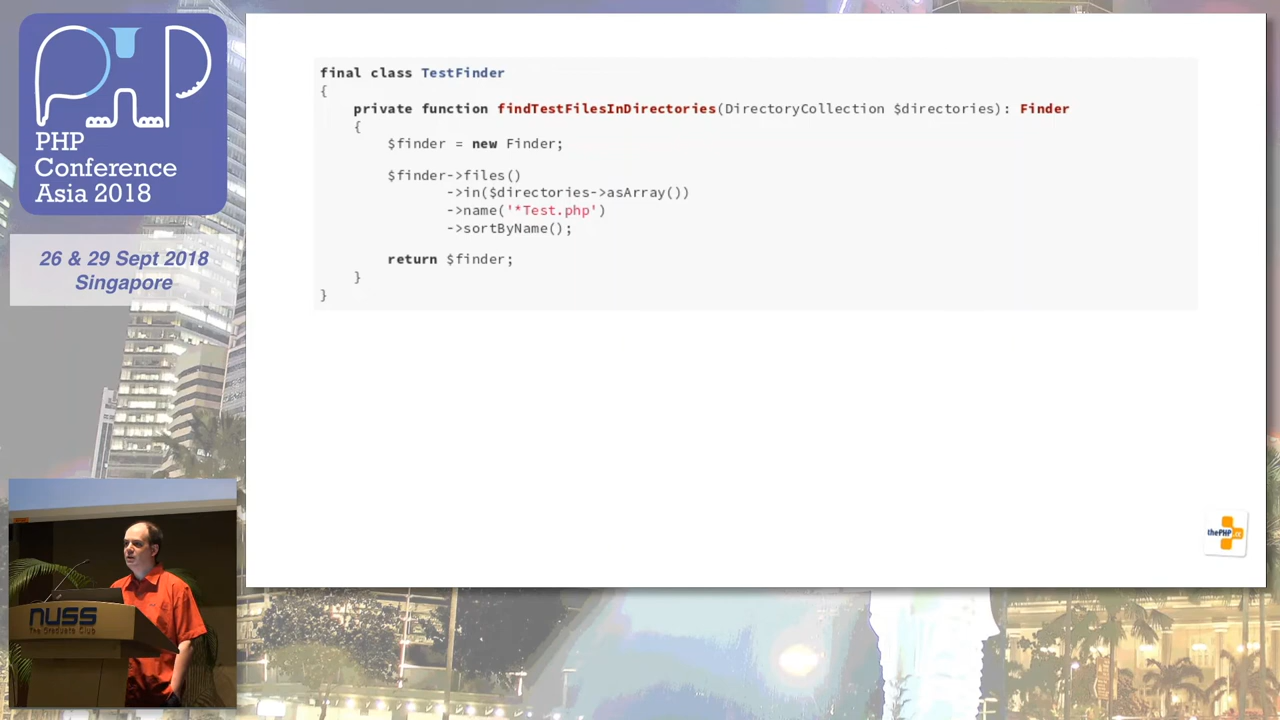 PHP
Conference
Asia 2018
26 & 29 Sept 2018
Singapore
final class TestFinder
{
    private function findTestFilesInDirectories(DirectoryCollection $directories): Finder
    {
        $finder = new Finder;
        $finder->files()
               ->in($directories->asArray())
               ->name('*Test.php')
               ->sortByName();
        return $finder;
    }
}
thePHP.cc
nuss
The Graduate Club